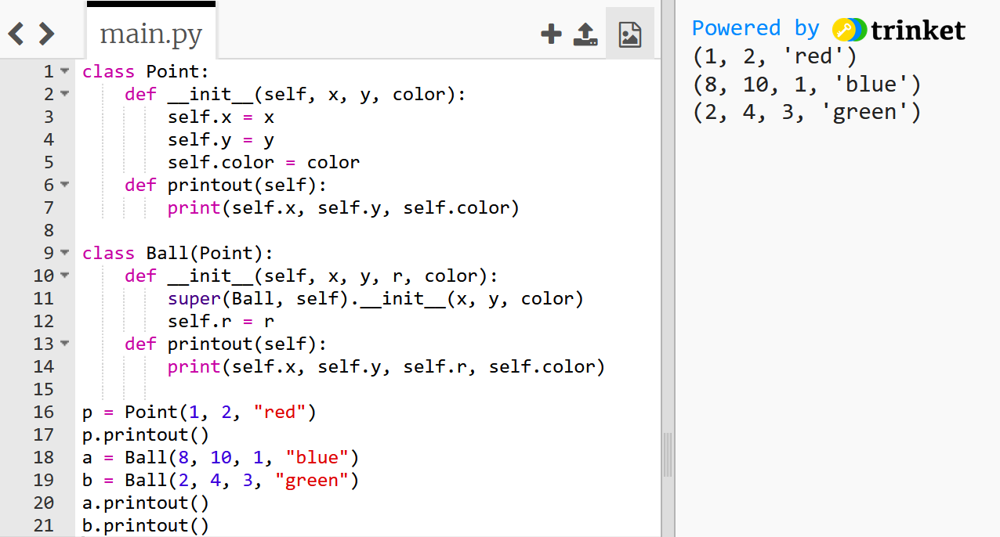 main.py
1 class Point:
2     def __init__(self, x, y, color):
3         self.x = x
4         self.y = y
5         self.color = color
6     def printout(self):
7         print(self.x, self.y, self.color)
8
9 class Ball(Point):
10     def __init__(self, x, y, r, color):
11         super(Ball, self).__init__(x, y, color)
12         self.r = r
13     def printout(self):
14         print(self.x, self.y, self.r, self.color)
15
16 p = Point(1, 2, "red")
17 p.printout()
18 a = Ball(8, 10, 1, "blue")
19 b = Ball(2, 4, 3, "green")
20 a.printout()
21 b.printout()
Powered by trinket
(1, 2, 'red')
(8, 10, 1, 'blue')
(2, 4, 3, 'green')